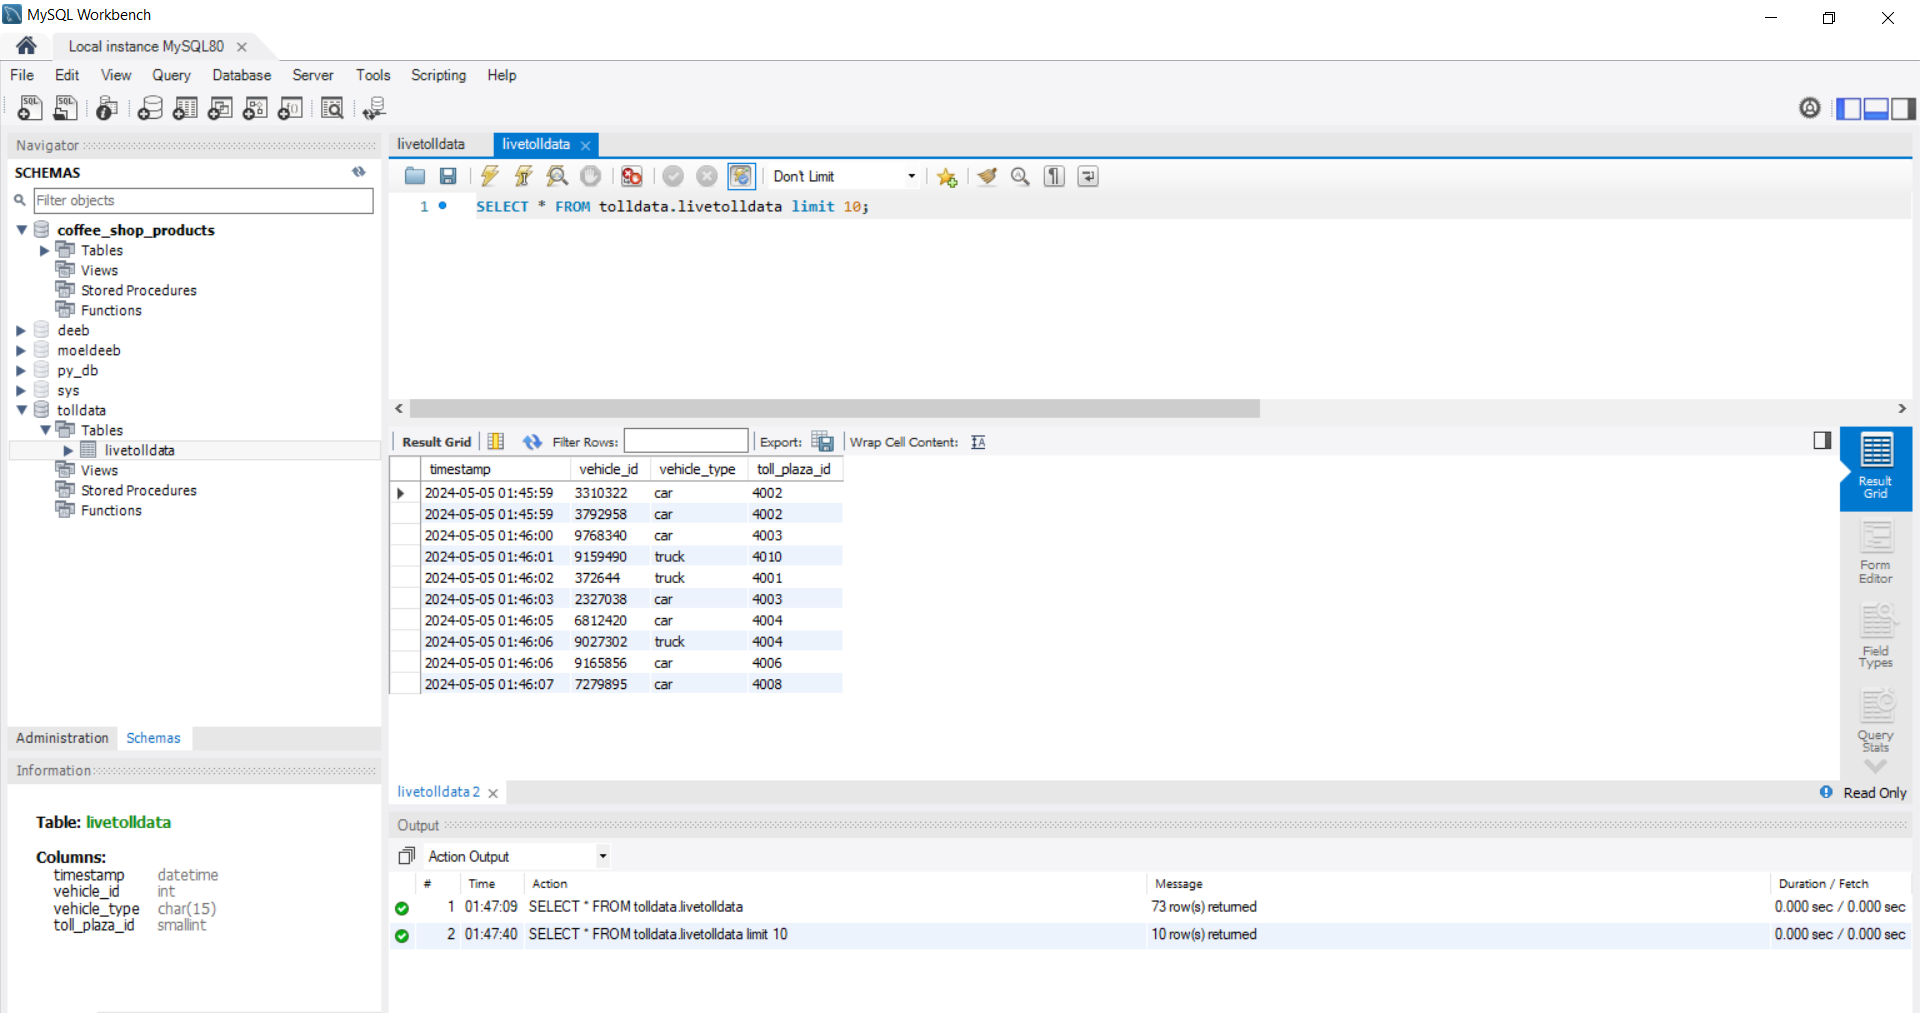 MySQL Workbench
Local instance MySQL80
File Edit View Query Database Server Tools Scripting Help
Navigator
SCHEMAS
Filter objects
coffee_shop_products
Tables
Views
Stored Procedures
Functions
deeb
moeldeeb
py_db
sys
tolldata
Tables
livetolldata
Views
Stored Procedures
Functions
Administration Schemas
Information
Table: livetolldata
Columns:
timestamp datetime
vehicle_id int
vehicle_type char(15)
toll_plaza_id smallint
livetolldata livetolldata
Don't Limit
1 SELECT * FROM tolldata.livetolldata limit 10;
Result Grid Filter Rows: Export: Wrap Cell Content:
timestamp vehicle_id vehicle_type toll_plaza_id
2024-05-05 01:45:59 3310322 car 4002
2024-05-05 01:45:59 3792958 car 4002
2024-05-05 01:46:00 9768340 car 4003
2024-05-05 01:46:01 9159490 truck 4010
2024-05-05 01:46:02 372644 truck 4001
2024-05-05 01:46:03 2327038 car 4003
2024-05-05 01:46:05 6812420 car 4004
2024-05-05 01:46:06 9027302 truck 4004
2024-05-05 01:46:06 9165856 car 4006
2024-05-05 01:46:07 7279895 car 4008
Result
Grid
Form
Editor
Field
Types
Query
Stats
livetolldata 2
Read Only
Output
Action Output
# Time Action Message Duration / Fetch
1 01:47:09 SELECT * FROM tolldata.livetolldata 73 row(s) returned 0.000 sec / 0.000 sec
2 01:47:40 SELECT * FROM tolldata.livetolldata limit 10 10 row(s) returned 0.000 sec / 0.000 sec